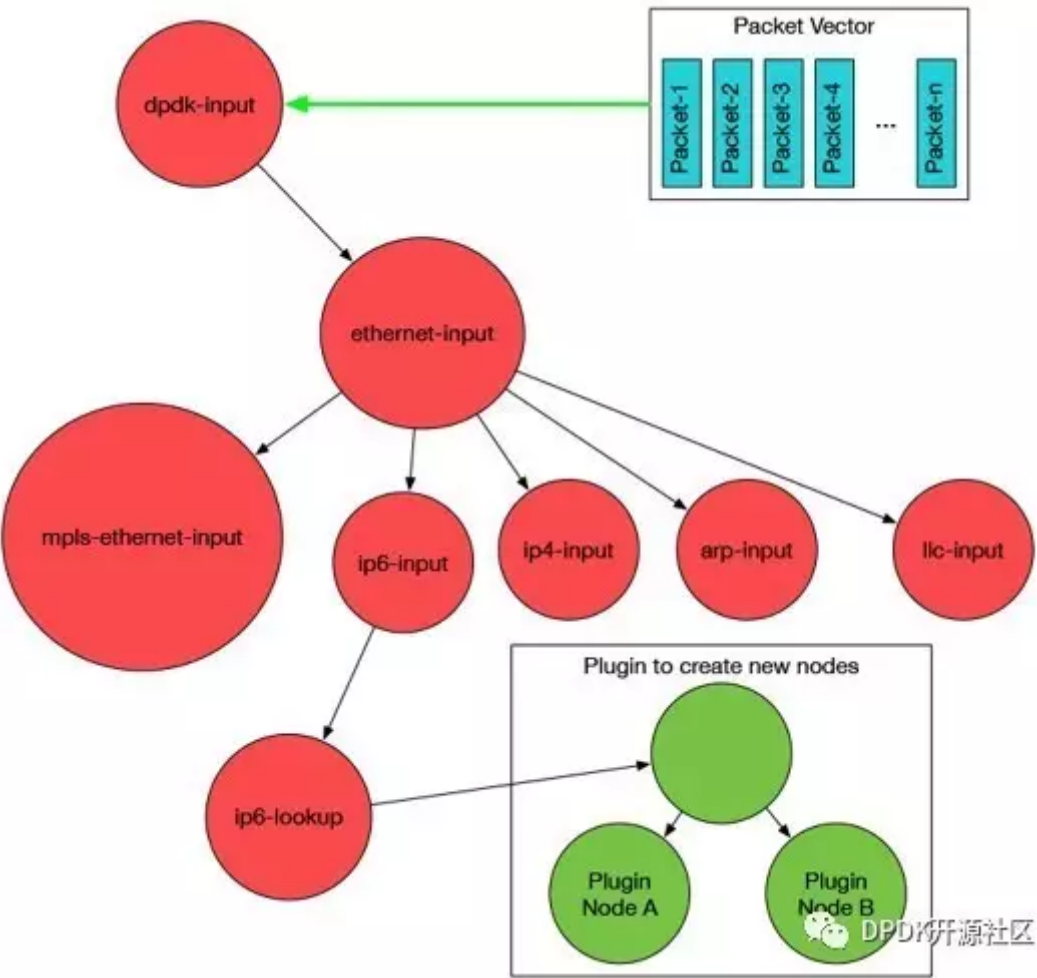 Packet Vector
dpdk-input
Packet-1
Packet-2
Packet-3
Packet-4
...
Packet-n
ethernet-input
mpls-ethernet-input
ip6-input
ip4-input
arp-input
llc-input
Plugin to create new nodes
ip6-lookup
Plugin
Node A
Plugin
Node B
DPDK开源社区